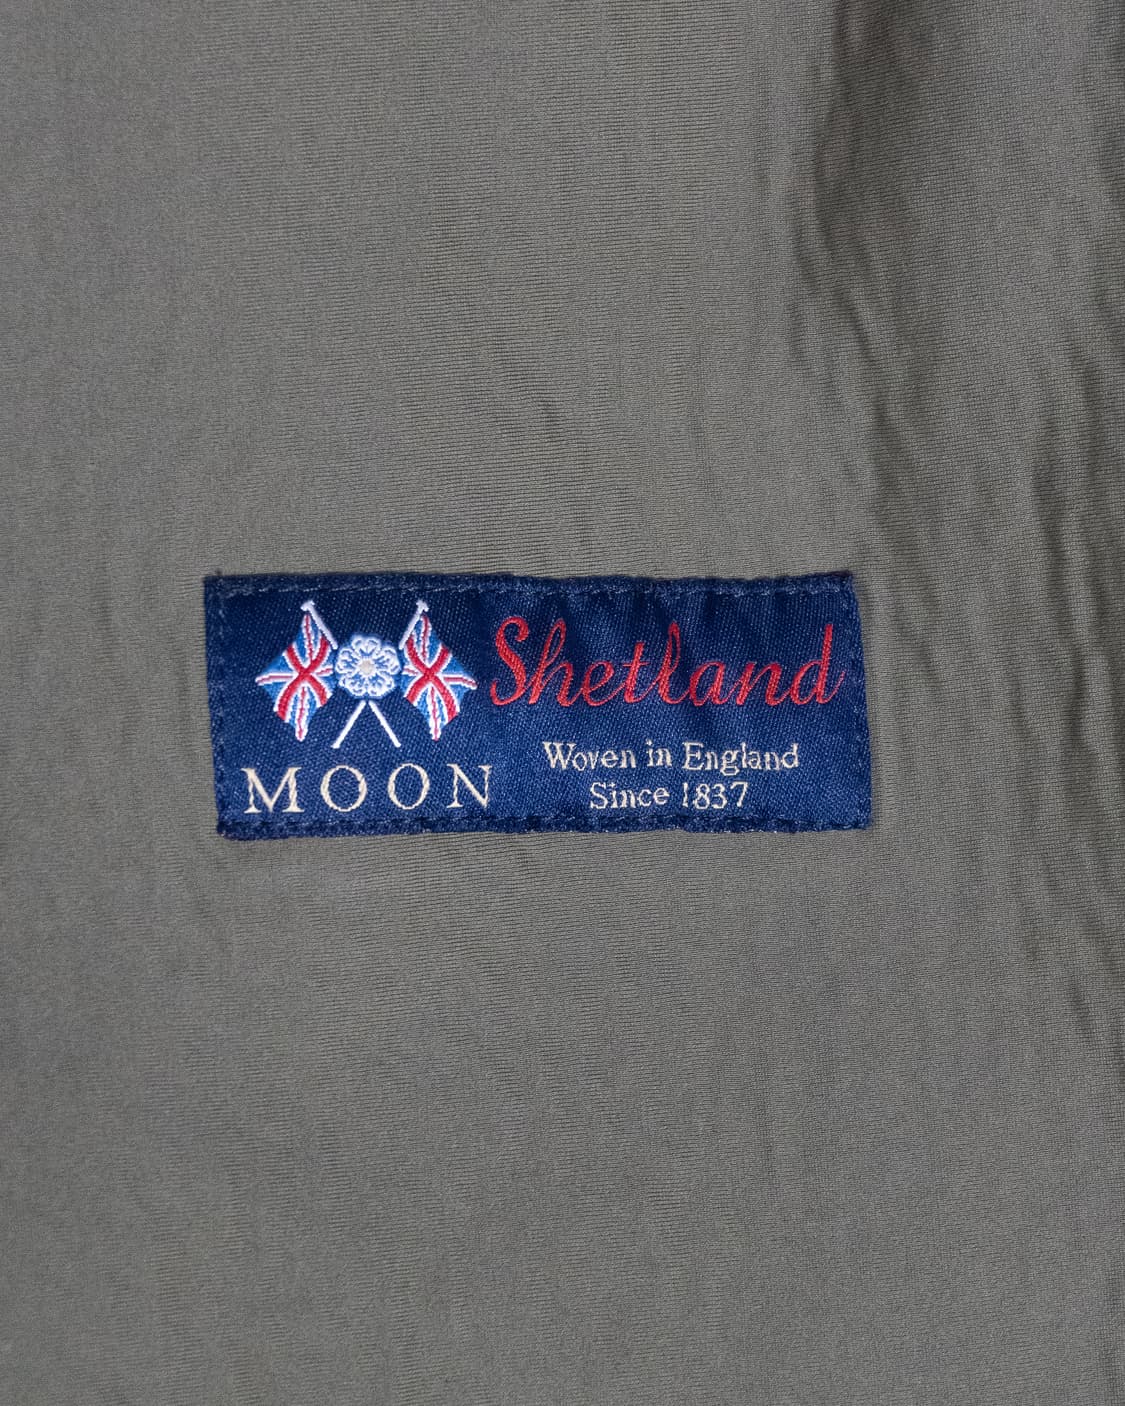 MOON
Shetland
Woven in England
Since 1837